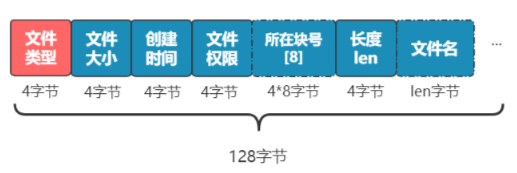 文件
类型
文件
大小
创建
时间
文件
权限
所在块号
[8]
长度
len
文件名
...
4字节
4字节
4字节
4字节
4*8字节
4字节
len字节
128字节